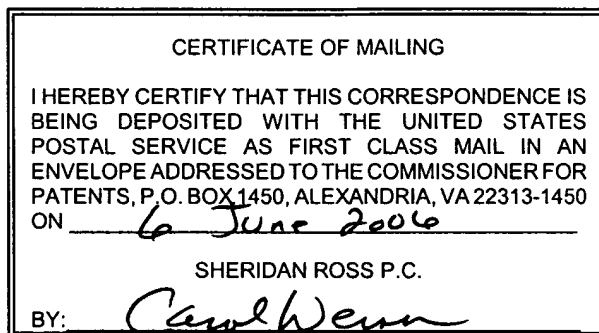 CERTIFICATE OF MAILING
I HEREBY CERTIFY THAT THIS CORRESPONDENCE IS
BEING DEPOSITED WITH THE UNITED STATES
POSTAL SERVICE AS FIRST CLASS MAIL IN AN
ENVELOPE ADDRESSED TO THE COMMISSIONER FOR
PATENTS, P.O. BOX 1450, ALEXANDRIA, VA 22313-1450
ON 6 June 2006
SHERIDAN ROSS P.C.
BY: Carol